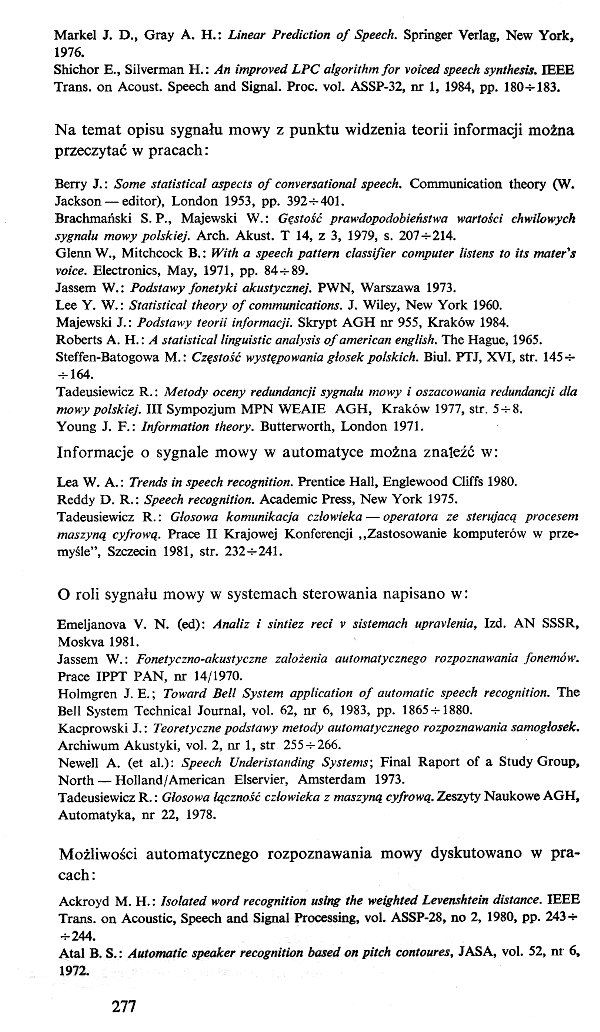 Markel J. D., Gray A. H.: Linear Prediction of Speech. Springer Verlag, New York,
1976.
Shichor E., Silverman H.: An improved LPC algorithm for voiced speech synthesis. IEEE
Trans. on Acoust. Speech and Signal. Proc. vol. ASSP-32, nr 1, 1984, pp. 180÷183.
Na temat opisu sygnału mowy z punktu widzenia teorii informacji można
przeczytać w pracach:
Berry J.: Some statistical aspects of conversational speech. Communication theory (W.
Jackson — editor), London 1953, pp. 392÷401.
Brachmański S. P., Majewski W.: Gęstość prawdopodobieństwa wartości chwilowych
sygnału mowy polskiej. Arch. Akust. T 14, z 3, 1979, s. 207÷214.
Glenn W., Mitchcock B.: With a speech pattern classifier computer listens to its mater's
voice. Electronics, May, 1971, pp. 84÷89.
Jassem W.: Podstawy fonetyki akustycznej. PWN, Warszawa 1973.
Lee Y. W.: Statistical theory of communications. J. Wiley, New York 1960.
Majewski J.: Podstawy teorii informacji. Skrypt AGH nr 955, Kraków 1984.
Roberts A. H.: A statistical linguistic analysis of american english. The Hague, 1965.
Steffen-Batogowa M.: Częstość występowania głosek polskich. Biul. PTJ, XVI, str. 145÷
÷164.
Tadeusiewicz R.: Metody oceny redundancji sygnału mowy i oszacowania redundancji dla
mowy polskiej. III Sympozjum MPN WEAIE AGH, Kraków 1977, str. 5÷8.
Young J. F.: Information theory. Butterworth, London 1971.
Informacje o sygnale mowy w automatyce można znaleźć w:
Lea W. A.: Trends in speech recognition. Prentice Hall, Englewood Cliffs 1980.
Reddy D. R.: Speech recognition. Academic Press, New York 1975.
Tadeusiewicz R.: Głosowa komunikacja człowieka — operatora ze sterujacą procesem
maszyną cyfrową. Prace II Krajowej Konferencji ,,Zastosowanie komputerów w prze-
myśle”, Szczecin 1981, str. 232÷241.
O roli sygnału mowy w systemach sterowania napisano w:
Emeljanova V. N. (ed): Analiz i sintiez reci v sistemach upravlenia, Izd. AN SSSR,
Moskva 1981.
Jassem W.: Fonetyczno-akustyczne założenia automatycznego rozpoznawania fonemów.
Prace IPPT PAN, nr 14/1970.
Holmgren J. E.; Toward Bell System application of automatic speech recognition. The
Bell System Technical Journal, vol. 62, nr 6, 1983, pp. 1865÷1880.
Kacprowski J.: Teoretyczne podstawy metody automatycznego rozpoznawania samogłosek.
Archiwum Akustyki, vol. 2, nr 1, str 255÷266.
Newell A. (et al.): Speech Underistanding Systems; Final Raport of a Study Group,
North — Holland/American Elservier, Amsterdam 1973.
Tadeusiewicz R.: Głosowa łączność człowieka z maszyną cyfrową. Zeszyty Naukowe AGH,
Automatyka, nr 22, 1978.
Możliwości automatycznego rozpoznawania mowy dyskutowano w pra-
cach:
Ackroyd M. H.: Isolated word recognition using the weighted Levenshtein distance. IEEE
Trans. on Acoustic, Speech and Signal Processing, vol. ASSP-28, no 2, 1980, pp. 243÷
÷244.
Atal B. S.: Automatic speaker recognition based on pitch contoures, JASA, vol. 52, nr 6,
1972.
277